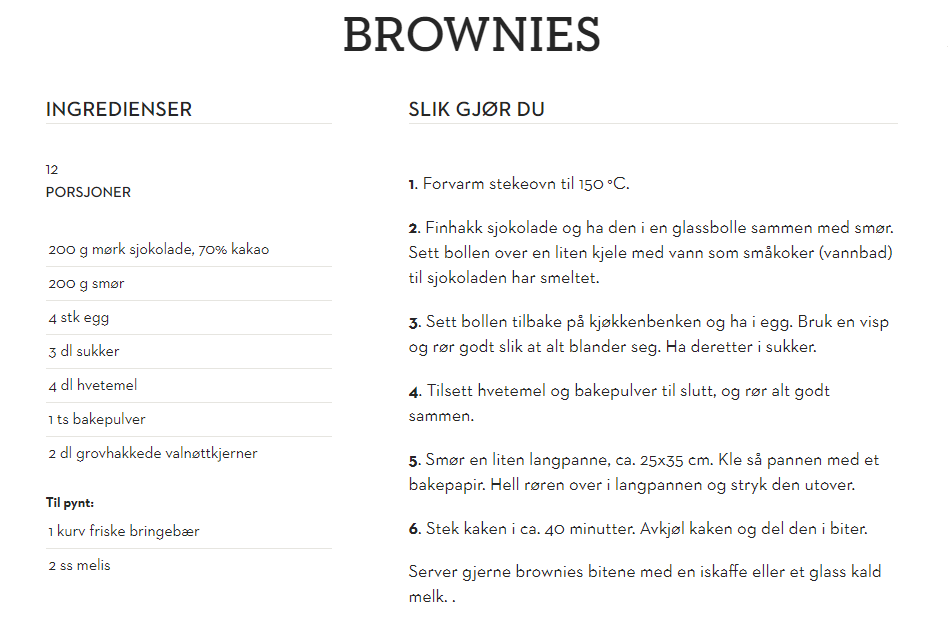 BROWNIES
INGREDIENSER
12
PORSJONER
200 g mørk sjokolade, 70% kakao
200 g smør
4 stk egg
3 dl sukker
4 dl hvetemel
1 ts bakepulver
2 dl grovhakkede valnøttkjerner
Til pynt:
1 kurv friske bringebær
2 ss melis
SLIK GJØR DU
1. Forvarm stekeovn til 150 °C.
2. Finhakk sjokolade og ha den i en glassbolle sammen med smør.
Sett bollen over en liten kjele med vann som småkoker (vannbad)
til sjokoladen har smeltet.
3. Sett bollen tilbake på kjøkkenbenken og ha i egg. Bruk en visp
og rør godt slik at alt blander seg. Ha deretter i sukker.
4. Tilsett hvetemel og bakepulver til slutt, og rør alt godt
sammen.
5. Smør en liten langpanne, ca. 25x35 cm. Kle så pannen med et
bakepapir. Hell røren over i langpannen og stryk den utover.
6. Stek kaken i ca. 40 minutter. Avkjøl kaken og del den i biter.
Server gjerne brownies bitene med en iskaffe eller et glass kald
melk. .